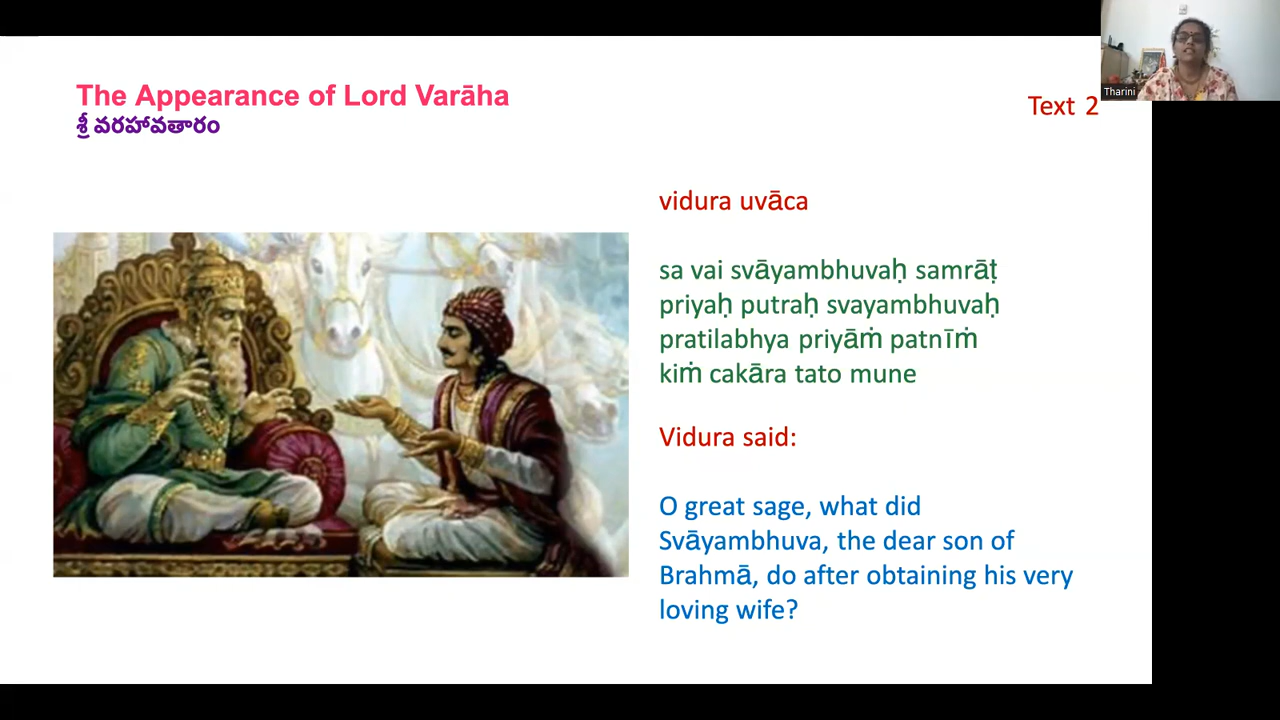 The Appearance of Lord Varāha
శ్రీ వరహావతారం
Text 2
Tharini
vidura uvāca
sa vai svāyambhuvaḥ samrāṭ
priyaḥ putraḥ svayambhuvaḥ
pratilabhya priyāṁ patnīṁ
kiṁ cakāra tato mune
Vidura said:
O great sage, what did
Svāyambhuva, the dear son of
Brahmā, do after obtaining his very
loving wife?